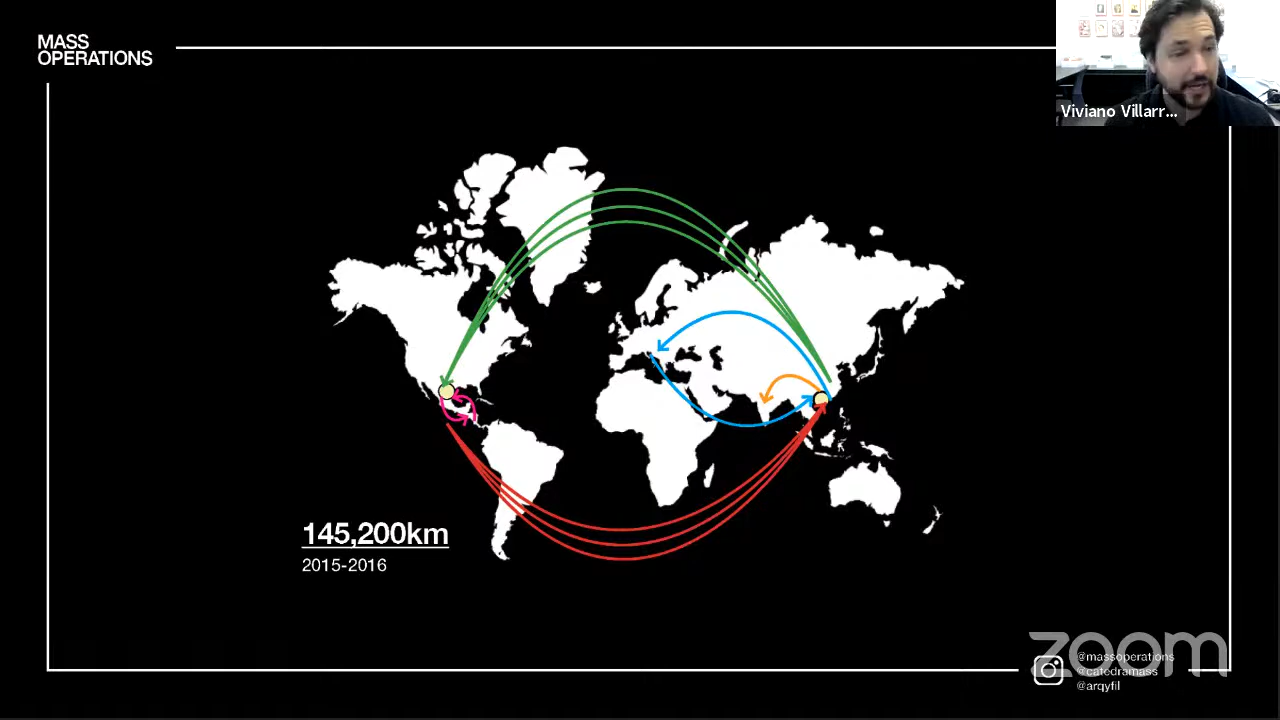 MASS
OPERATIONS
Viviano Villarr...
145,200km
2015-2016
zoom
@massoperations
@catedramass
@arqyfil